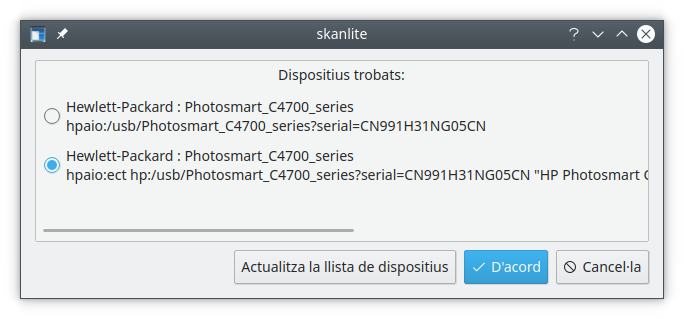 skanlite
Dispositius trobats:
Hewlett-Packard : Photosmart_C4700_series
hpaio:/usb/Photosmart_C4700_series?serial=CN991H31NG05CN
Hewlett-Packard : Photosmart_C4700_series
hpaio:ect hp:/usb/Photosmart_C4700_series?serial=CN991H31NG05CN "HP Photosmart C
Actualitza la llista de dispositius
D'acord
Cancel·la